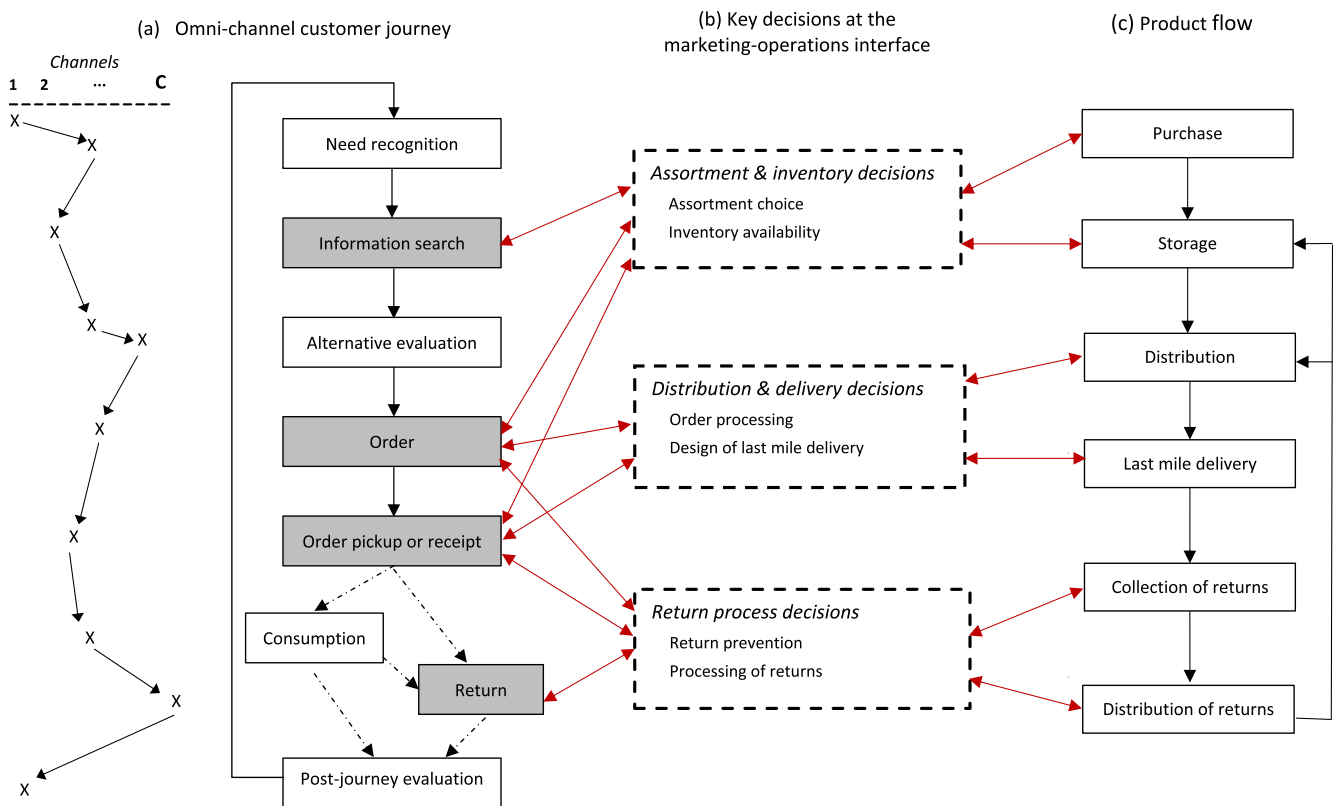 (a) Omni-channel customer journey
Channels
1 2 ... C
X
X
X
X
X
X
X
X
X
X
Need recognition
Information search
Alternative evaluation
Order
Order pickup or receipt
Consumption
Return
Post-journey evaluation
(b) Key decisions at the
marketing-operations interface
Assortment & inventory decisions
Assortment choice
Inventory availability
Distribution & delivery decisions
Order processing
Design of last mile delivery
Return process decisions
Return prevention
Processing of returns
(c) Product flow
Purchase
Storage
Distribution
Last mile delivery
Collection of returns
Distribution of returns